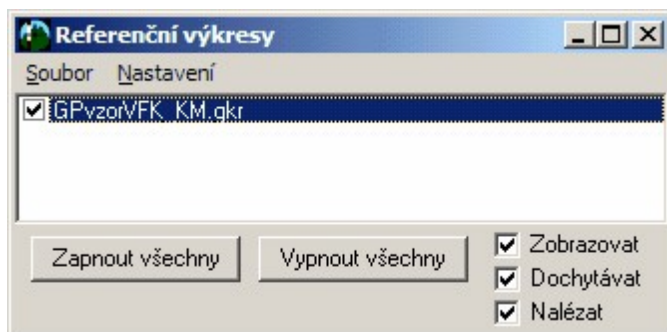 Referenční výkresy
Soubor Nastavení
GPvzorVFK_KM.gkr
Zapnout všechny Vypnout všechny Zobrazovat
Dochytávat
Nalézat